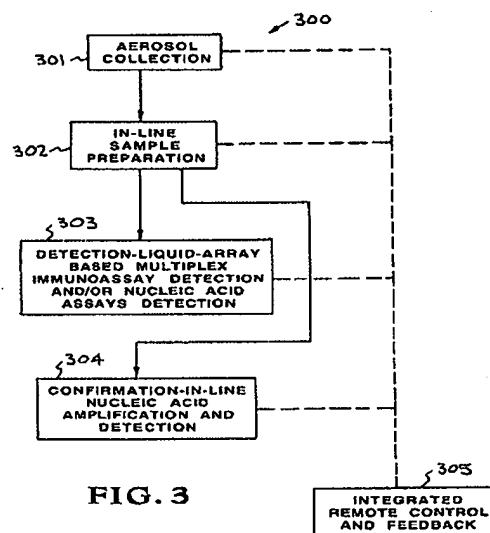 300
301
AEROSOL
COLLECTION
302
IN-LINE
SAMPLE
PREPARATION
303
DETECTION-LIQUID-ARRAY
BASED MULTIPLEX
IMMUNOASSAY DETECTION
AND/OR NUCLEIC ACID
ASSAYS DETECTION
304
CONFIRMATION-IN-LINE
NUCLEIC ACID
AMPLIFICATION AND
DETECTION
305
INTEGRATED
REMOTE CONTROL
AND FEEDBACK
FIG. 3